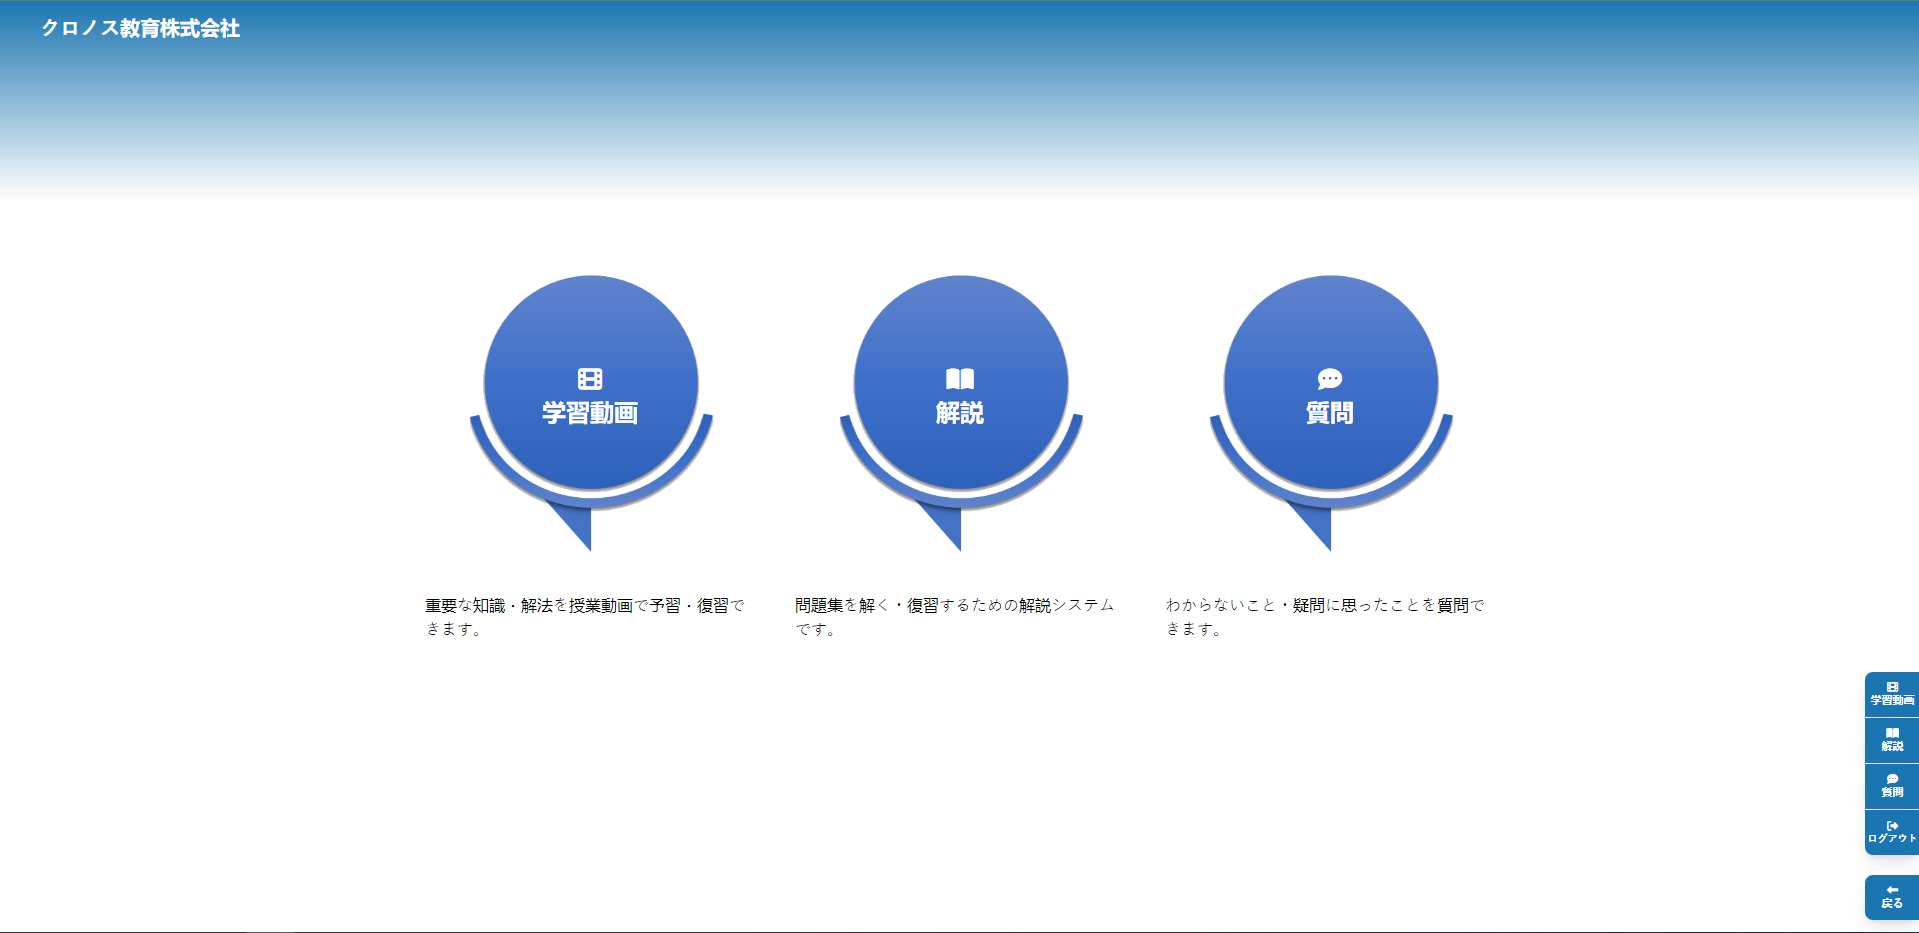 クロノス教育株式会社
学習動画
解説
質問
重要な知識・解法を授業動画で予習・復習で
きます。
問題集を解く・復習するための解説システム
です。
わからないこと・疑問に思ったことを質問で
きます。
学習動画
解説
質問
ログアウト
戻る